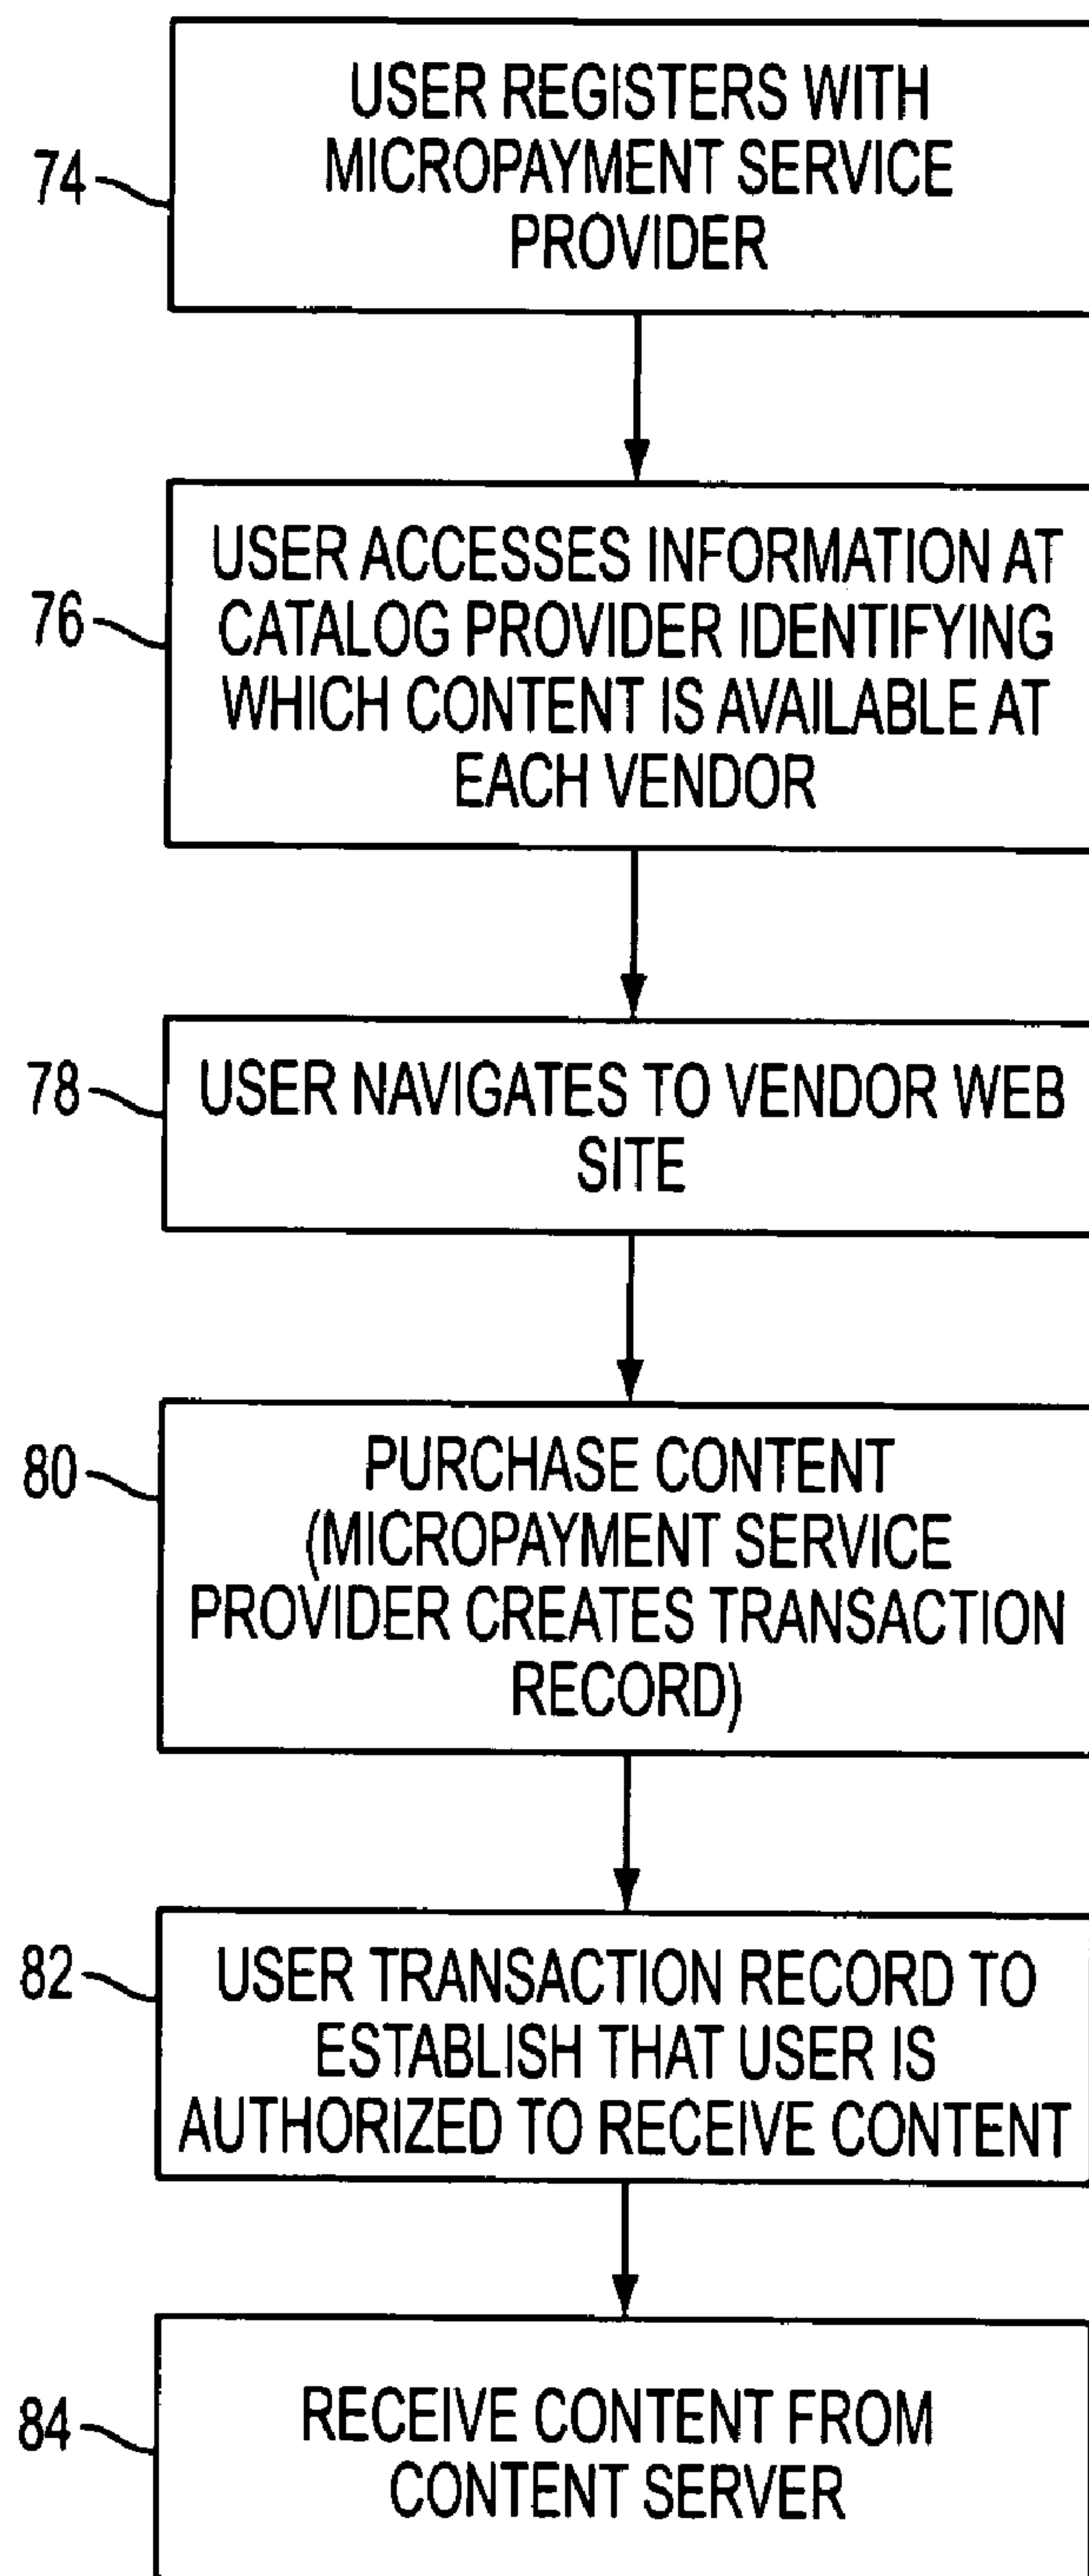 74
USER REGISTERS WITH
MICROPAYMENT SERVICE
PROVIDER
76
USER ACCESSES INFORMATION AT
CATALOG PROVIDER IDENTIFYING
WHICH CONTENT IS AVAILABLE AT
EACH VENDOR
78
USER NAVIGATES TO VENDOR WEB
SITE
80
PURCHASE CONTENT
(MICROPAYMENT SERVICE
PROVIDER CREATES TRANSACTION
RECORD)
82
USER TRANSACTION RECORD TO
ESTABLISH THAT USER IS
AUTHORIZED TO RECEIVE CONTENT
84
RECEIVE CONTENT FROM
CONTENT SERVER